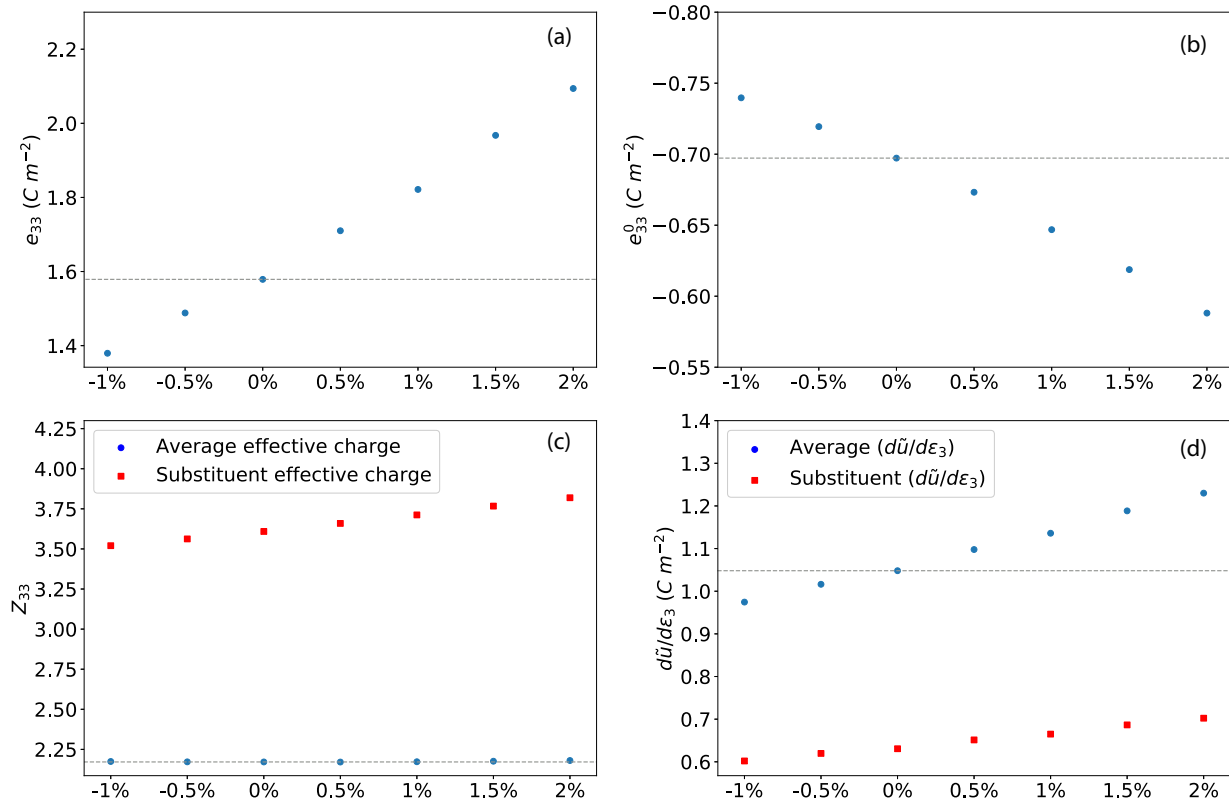 (a)
e₃₃ (C m⁻²)
2.2
2.0
1.8
1.6
1.4
-1% -0.5% 0% 0.5% 1% 1.5% 2%
(b)
e⁰₃₃ (C m⁻²)
−0.80
−0.75
−0.70
−0.65
−0.60
−0.55
-1% -0.5% 0% 0.5% 1% 1.5% 2%
(c)
Average effective charge
Substituent effective charge
Z₃₃
4.25
4.00
3.75
3.50
3.25
3.00
2.75
2.50
2.25
-1% -0.5% 0% 0.5% 1% 1.5% 2%
(d)
Average (dũ/dε₃)
Substituent (dũ/dε₃)
dũ/dε₃ (C m⁻²)
1.4
1.3
1.2
1.1
1.0
0.9
0.8
0.7
0.6
-1% -0.5% 0% 0.5% 1% 1.5% 2%